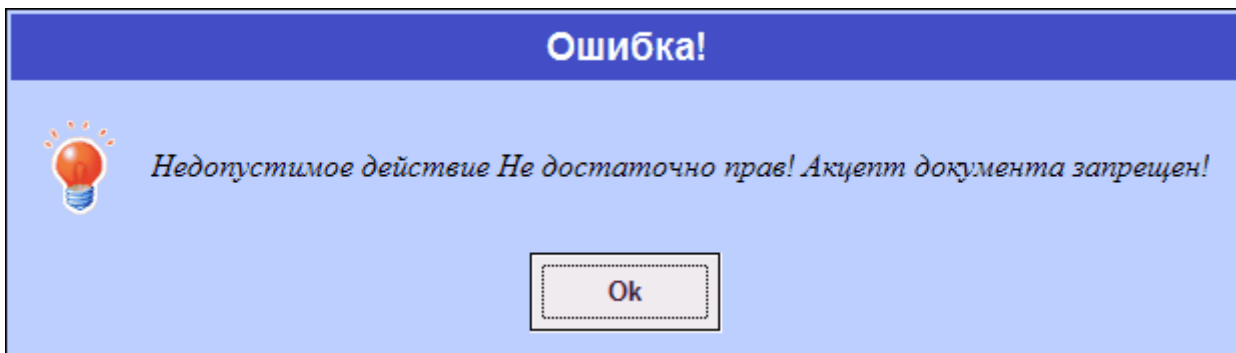 Ошибка!
Недопустимое действие Не достаточно прав! Акцепт документа запрещен!
Ok